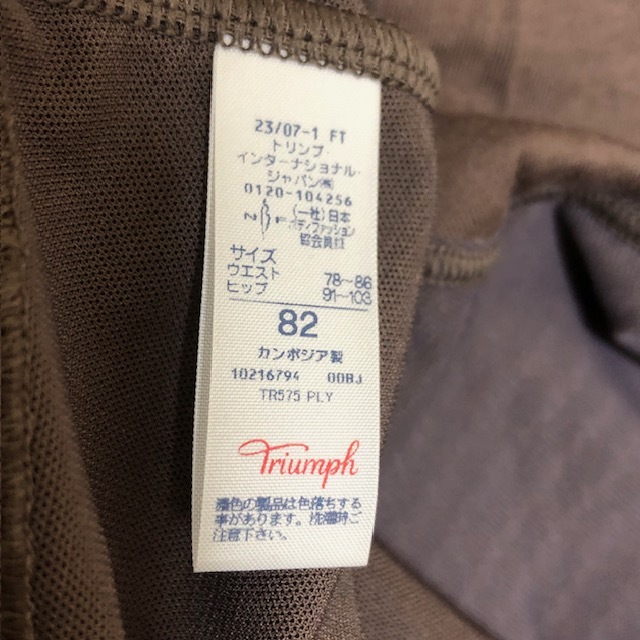 23/07-1 FT
トリンプ・
インターナショナル・
ジャパン㈱
0120-104256
(一社)日本
ボディファッション
協会員社
サイズ
ウエスト 78~86
ヒップ 91~103
82
カンボジア製
10216794 00BJ
TR575 PLY
Triumph
濃色の製品は色落ちする
事があります。洗濯時ご
注意下さい。